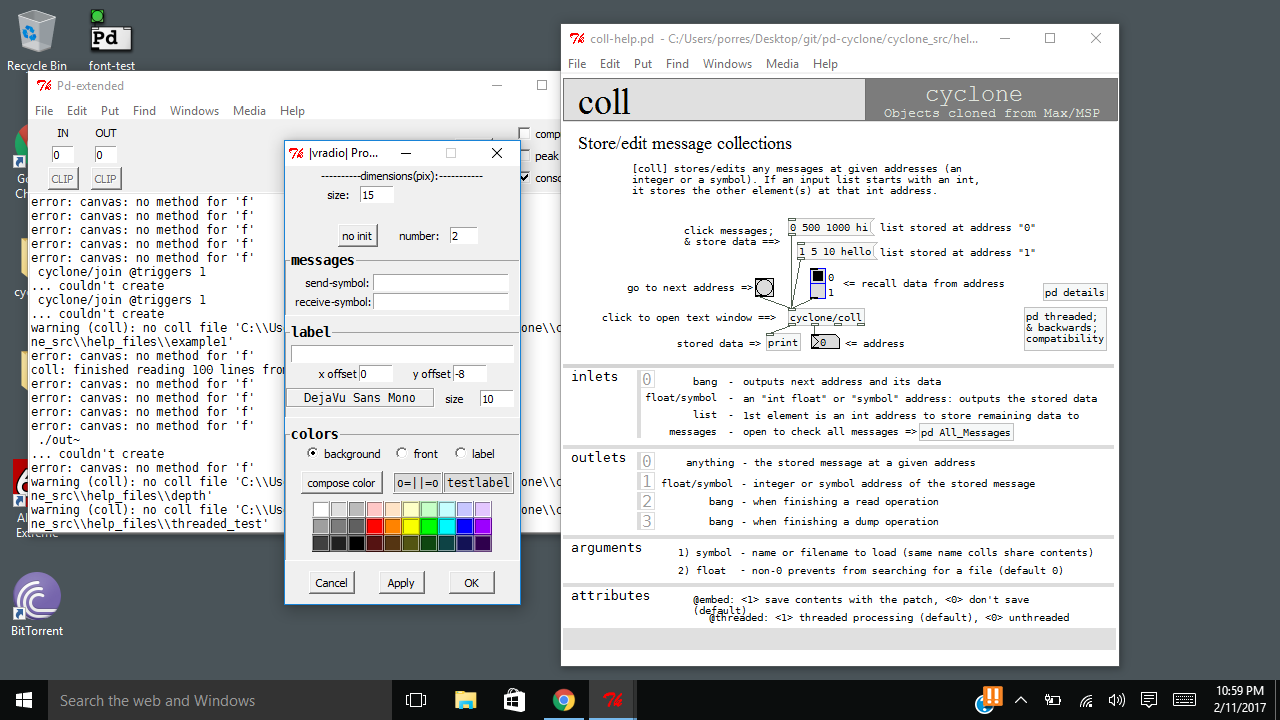 Recycle Bin
Pd
font-test
Pd-extended
File Edit Put Find Windows Media Help
IN OUT
0 0
CLIP CLIP
peak
error: canvas: no method for 'f'
error: canvas: no method for 'f'
error: canvas: no method for 'f'
error: canvas: no method for 'f'
error: canvas: no method for 'f'
cyclone/join @triggers 1
... couldn't create
cyclone/join @triggers 1
... couldn't create
warning (coll): no coll file 'C:\\Us
ne_src\\help_files\\example1'
error: canvas: no method for 'f'
coll: finished reading 100 lines from
error: canvas: no method for 'f'
error: canvas: no method for 'f'
error: canvas: no method for 'f'
error: canvas: no method for 'f'
./out~
... couldn't create
error: canvas: no method for 'f'
warning (coll): no coll file 'C:\\Us
ne_src\\help_files\\depth'
warning (coll): no coll file 'C:\\Us
ne_src\\help_files\\threaded_test'
BitTorrent
|vradio| Pro...
----------dimensions(pix):-----------
size: 15
no init number: 2
messages
send-symbol:
receive-symbol:
label
x offset 0 y offset -8
DejaVu Sans Mono size 10
colors
background front label
compose color o=||=o testlabel
Cancel Apply OK
coll-help.pd - C:/Users/porres/Desktop/git/pd-cyclone/cyclone_src/hel...
File Edit Put Find Windows Media Help
coll
cyclone
Objects cloned from Max/MSP
Store/edit message collections
[coll] stores/edits any messages at given addresses (an
integer or a symbol). If an input list starts with an int,
it stores the other element(s) at that int address.
click messages;
& store data ==>
0 500 1000 hi list stored at address "0"
1 5 10 hello list stored at address "1"
go to next address =>
0
1
<= recall data from address
pd details
click to open text window ==> cyclone/coll
pd threaded;
& backwards;
compatibility
stored data => print 0 <= address
inlets
0 bang - outputs next address and its data
float/symbol - an "int float" or "symbol" address: outputs the stored data
list - 1st element is an int address to store remaining data to
messages - open to check all messages => pd All_Messages
outlets
0 anything - the stored message at a given address
1 float/symbol - integer or symbol address of the stored message
2 bang - when finishing a read operation
3 bang - when finishing a dump operation
arguments
1) symbol - name or filename to load (same name colls share contents)
2) float - non-0 prevents from searching for a file (default 0)
attributes
@embed: <1> save contents with the patch, <0> don't save
(default)
@threaded: <1> threaded processing (default), <0> unthreaded
Search the web and Windows
10:59 PM
2/11/2017